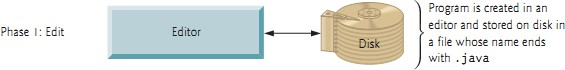 Phase 1: Edit
Editor
Disk
Program is created in an
editor and stored on disk in
a file whose name ends
with .java